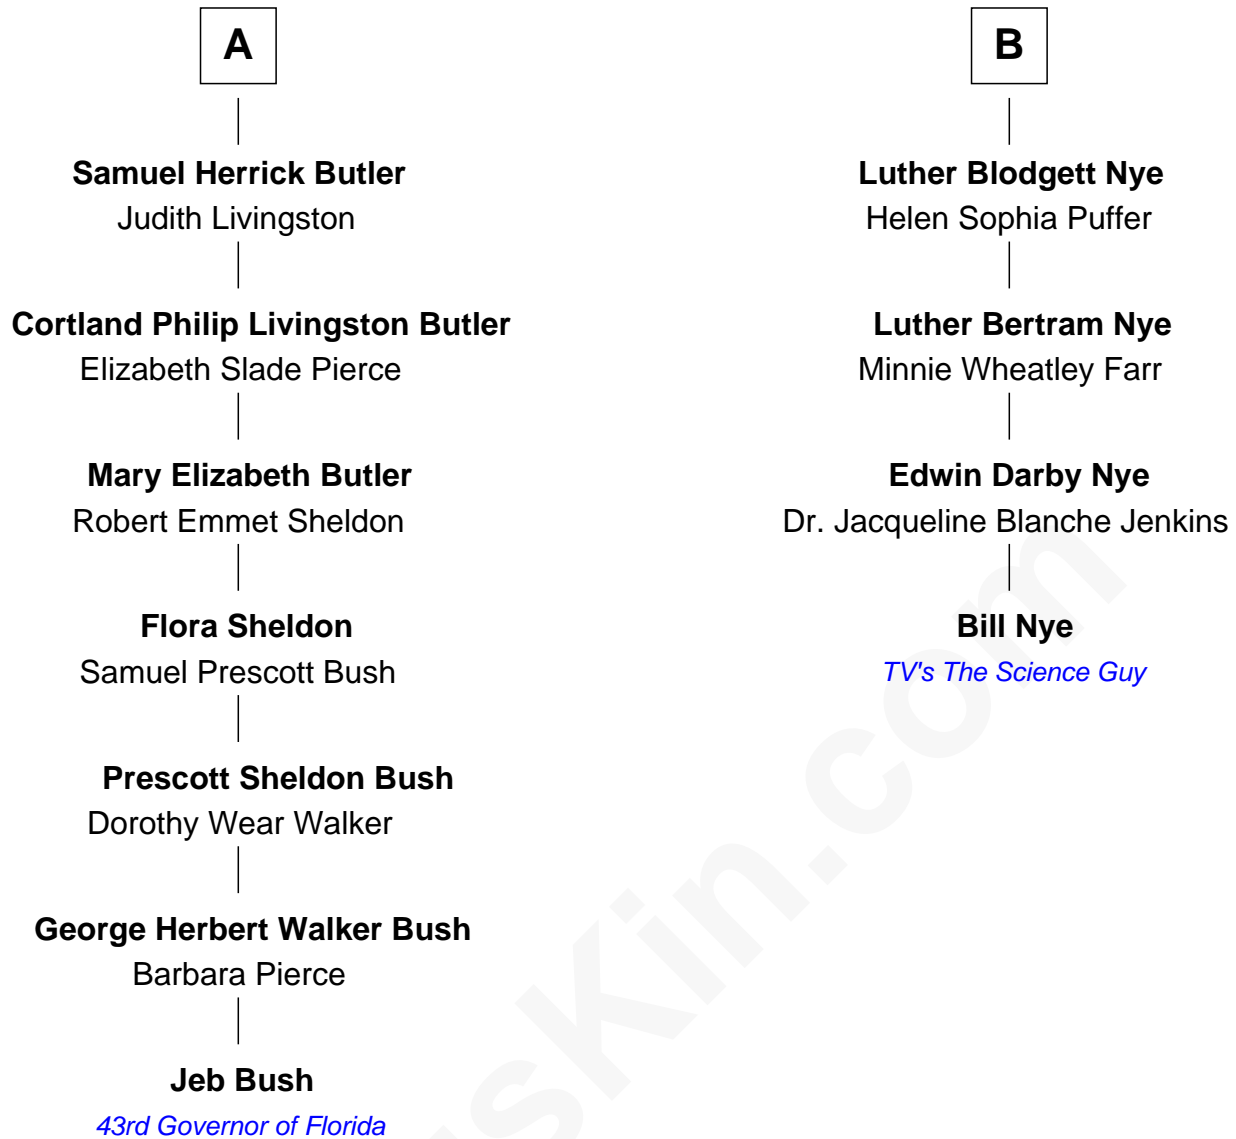 A
Samuel Herrick Butler
Judith Livingston
Cortland Philip Livingston Butler
Elizabeth Slade Pierce
Mary Elizabeth Butler
Robert Emmet Sheldon
Flora Sheldon
Samuel Prescott Bush
Prescott Sheldon Bush
Dorothy Wear Walker
George Herbert Walker Bush
Barbara Pierce
Jeb Bush
43rd Governor of Florida
B
Luther Blodgett Nye
Helen Sophia Puffer
Luther Bertram Nye
Minnie Wheatley Farr
Edwin Darby Nye
Dr. Jacqueline Blanche Jenkins
Bill Nye
TV's The Science Guy
sKin.com